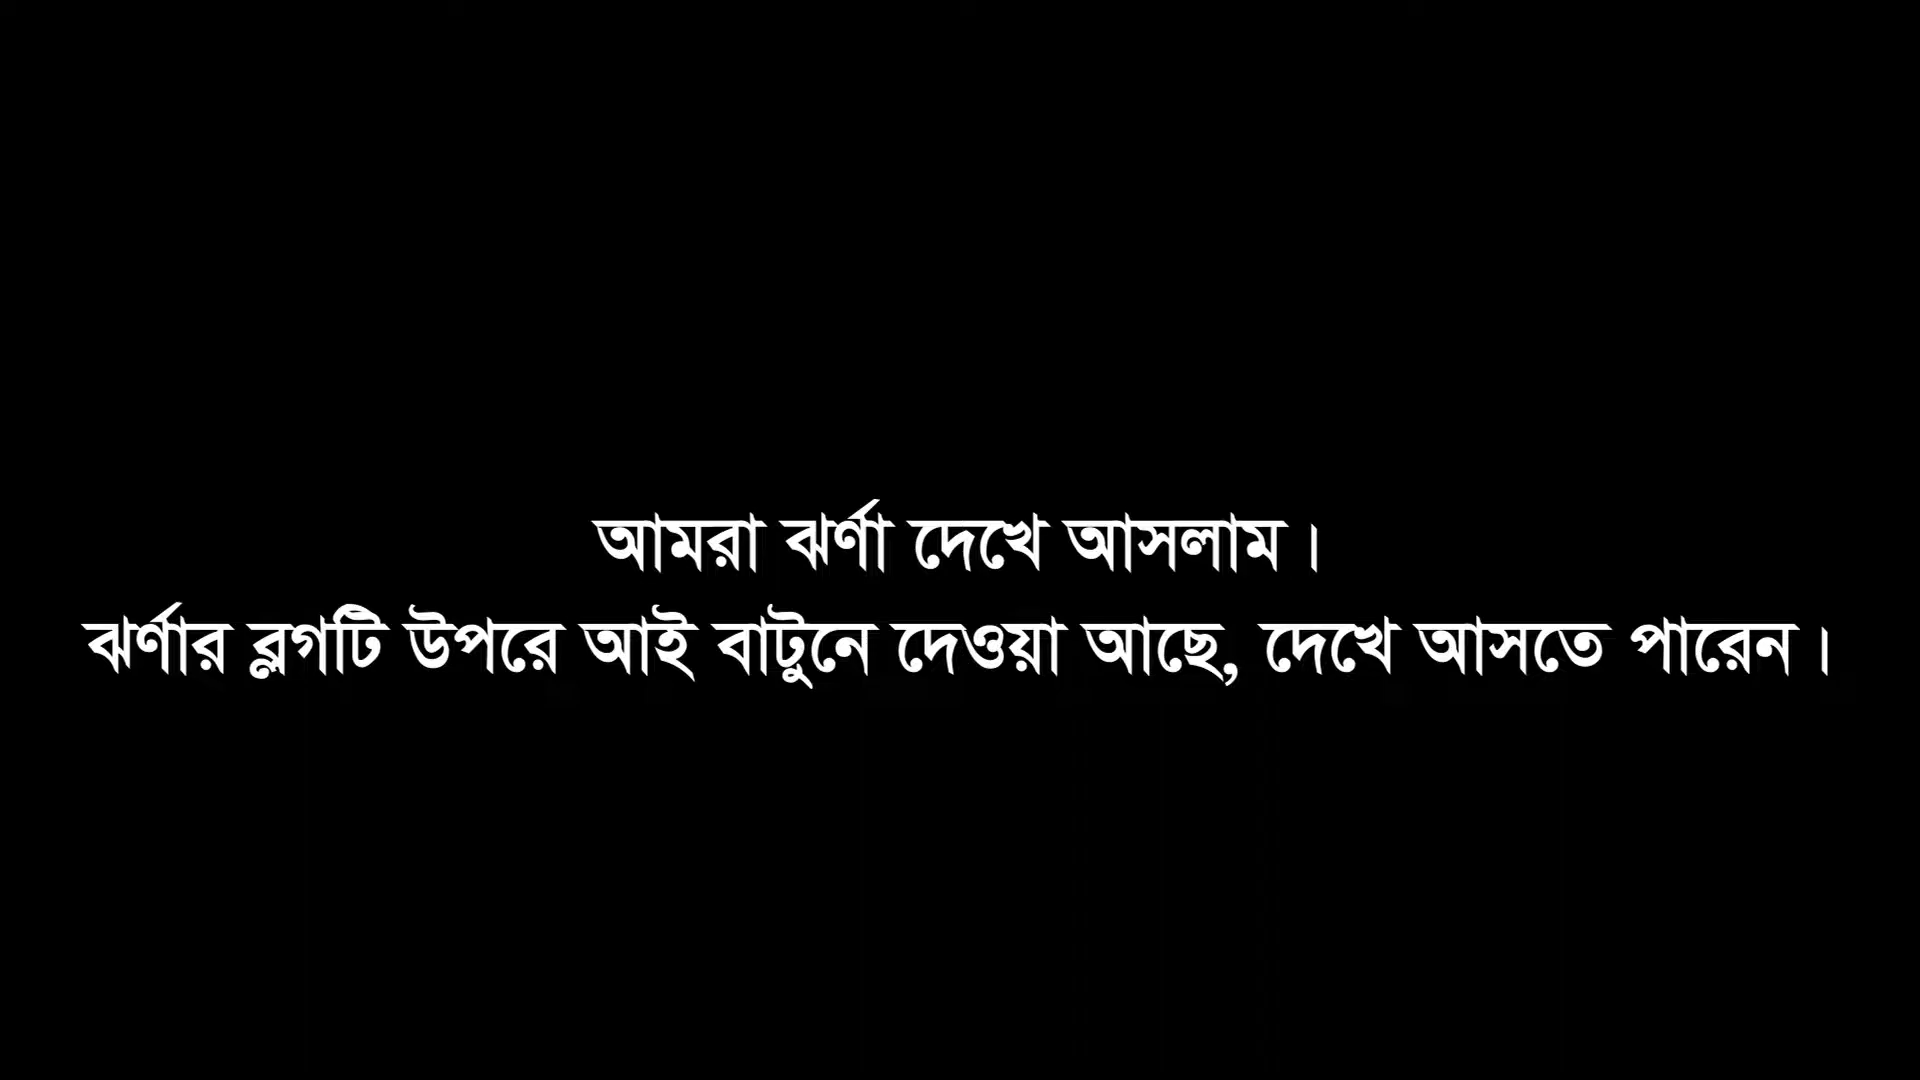 আমরা ঝর্ণা দেখে আসলাম।
ঝর্ণার ব্লগটি উপরে আই বাটুনে দেওয়া আছে, দেখে আসতে পারেন।